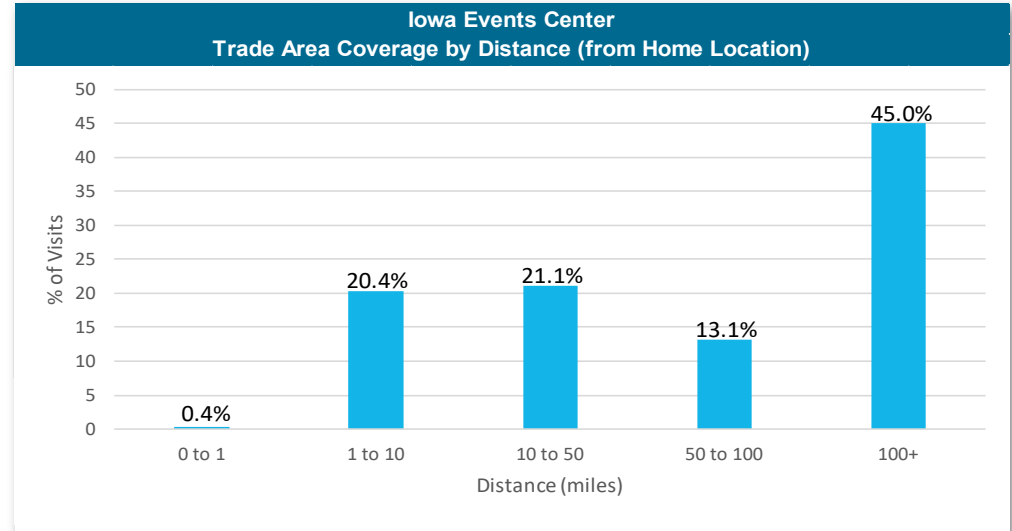 Iowa Events Center
Trade Area Coverage by Distance (from Home Location)
50
45
40
35
30
25
20
15
10
5
0
% of Visits
0.4%
20.4%
21.1%
13.1%
45.0%
0 to 1
1 to 10
10 to 50
50 to 100
100+
Distance (miles)